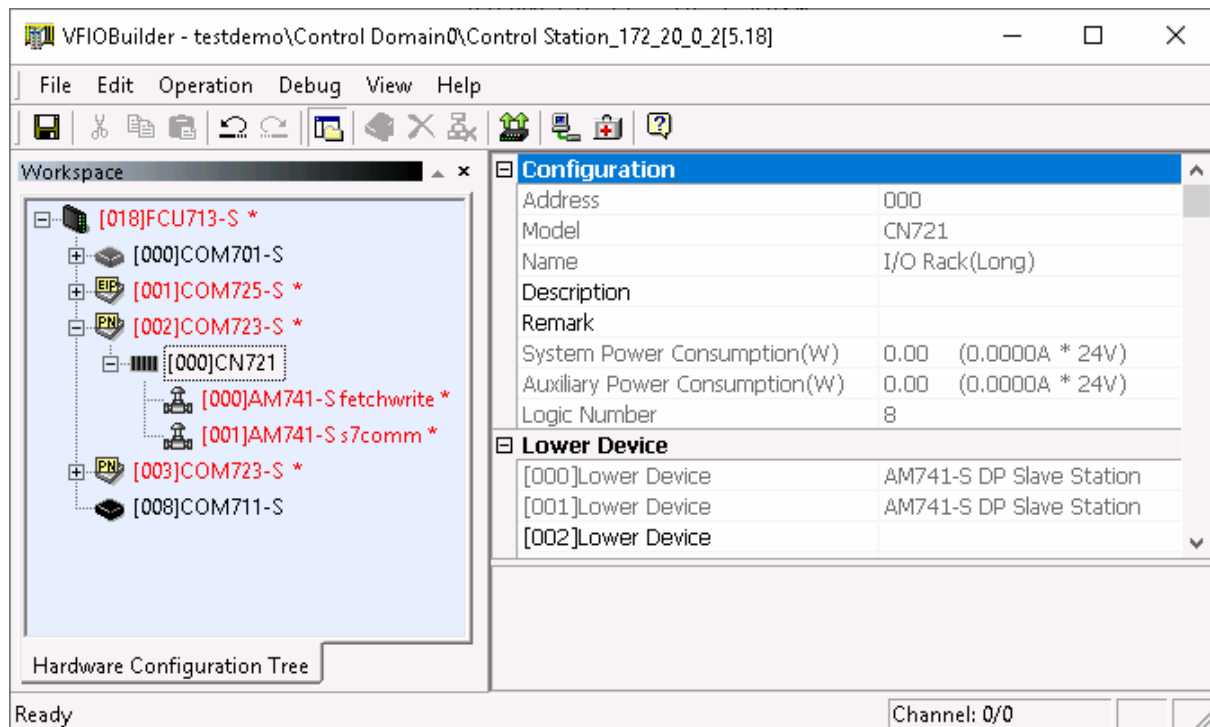 VFIOBuilder - testdemo\Control Domain0\Control Station_172_20_0_2[5.18]
File Edit Operation Debug View Help
Workspace
[018]FCU713-S *
[000]COM701-S
EIP [001]COM725-S *
PN [002]COM723-S *
[000]CN721
[000]AM741-S fetchwrite *
[001]AM741-S s7comm *
PN [003]COM723-S *
[008]COM711-S
Hardware Configuration Tree
Configuration
Address 000
Model CN721
Name I/O Rack(Long)
Description
Remark
System Power Consumption(W) 0.00 (0.0000A * 24V)
Auxiliary Power Consumption(W) 0.00 (0.0000A * 24V)
Logic Number 8
Lower Device
[000]Lower Device AM741-S DP Slave Station
[001]Lower Device AM741-S DP Slave Station
[002]Lower Device
Ready Channel: 0/0